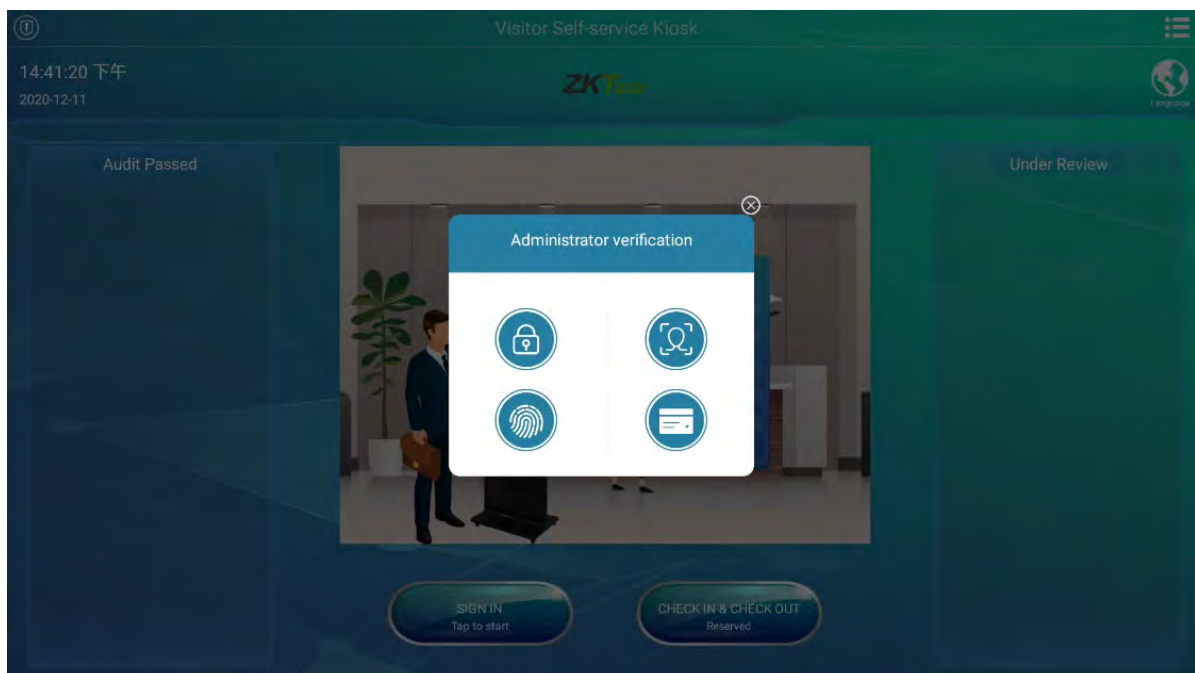 Visitor Self-service Kiosk
14:41:20 下午
2020-12-11
ZKTeco
Language
Audit Passed
Under Review
Administrator verification
SIGN IN
Tap to start
CHECK IN & CHECK OUT
Reserved